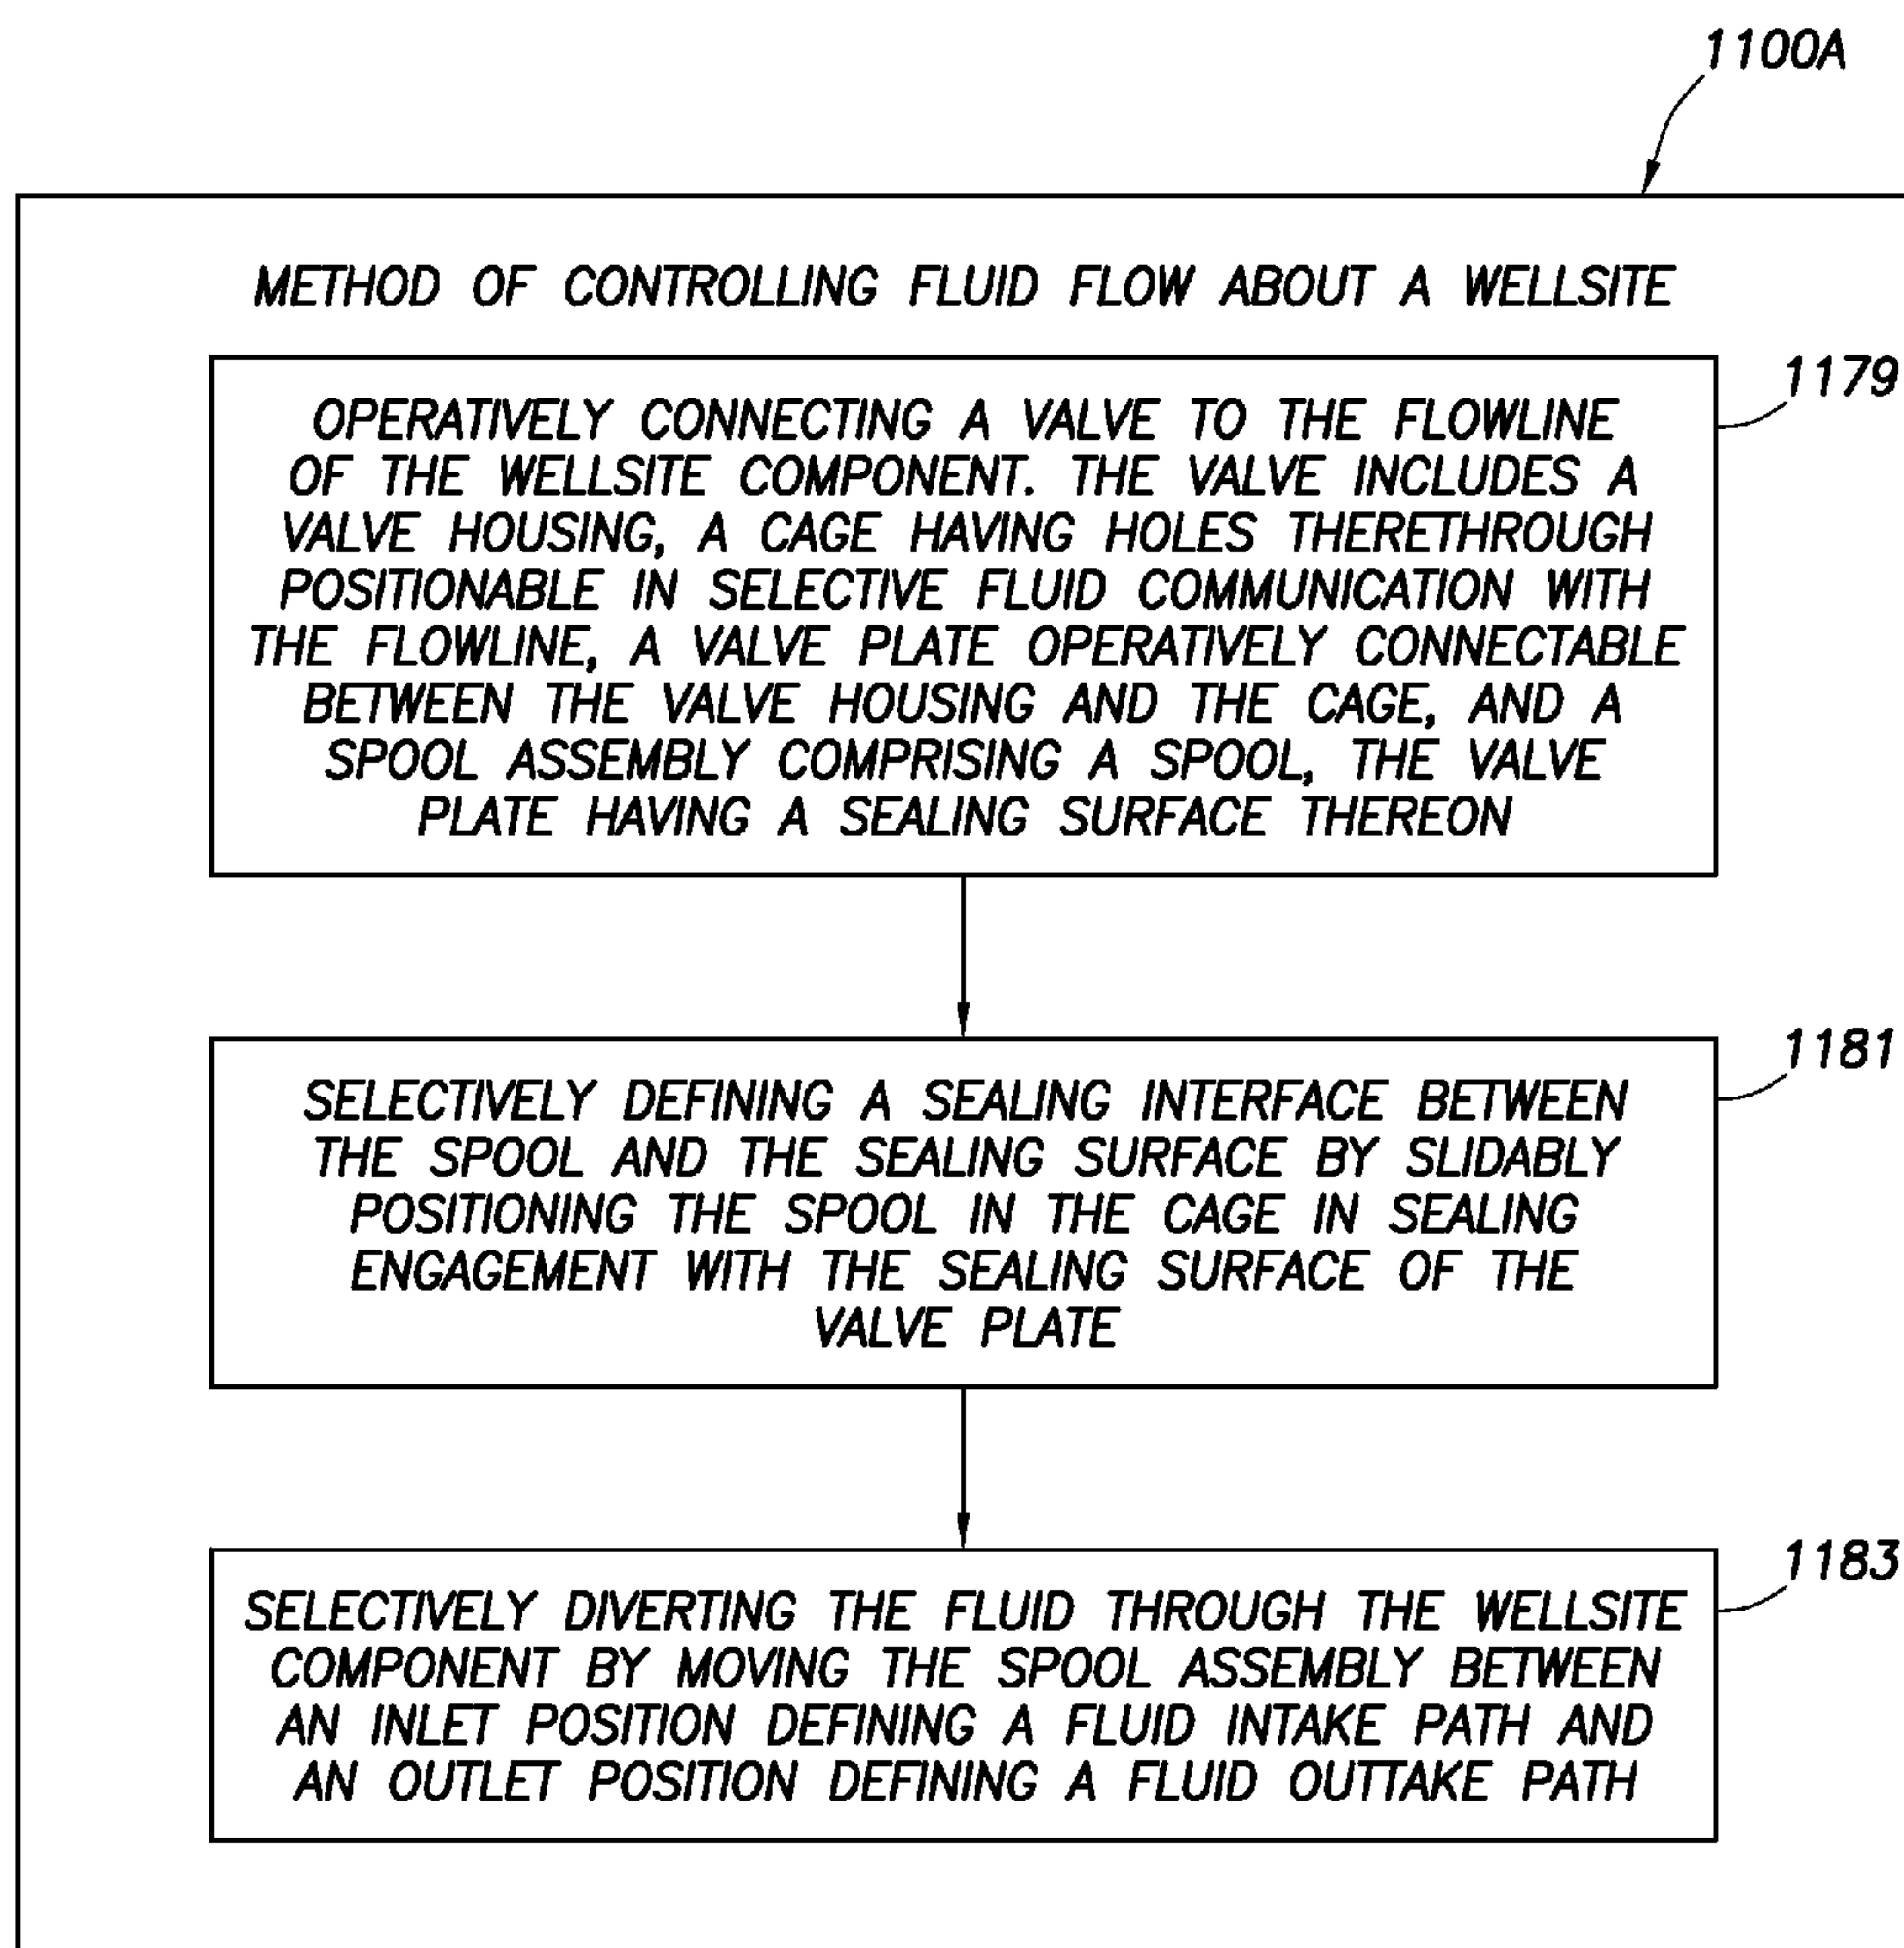 1100A
METHOD OF CONTROLLING FLUID FLOW ABOUT A WELLSITE
1179
OPERATIVELY CONNECTING A VALVE TO THE FLOWLINE
OF THE WELLSITE COMPONENT. THE VALVE INCLUDES A
VALVE HOUSING, A CAGE HAVING HOLES THERETHROUGH
POSITIONABLE IN SELECTIVE FLUID COMMUNICATION WITH
THE FLOWLINE, A VALVE PLATE OPERATIVELY CONNECTABLE
BETWEEN THE VALVE HOUSING AND THE CAGE, AND A
SPOOL ASSEMBLY COMPRISING A SPOOL, THE VALVE
PLATE HAVING A SEALING SURFACE THEREON
1181
SELECTIVELY DEFINING A SEALING INTERFACE BETWEEN
THE SPOOL AND THE SEALING SURFACE BY SLIDABLY
POSITIONING THE SPOOL IN THE CAGE IN SEALING
ENGAGEMENT WITH THE SEALING SURFACE OF THE
VALVE PLATE
1183
SELECTIVELY DIVERTING THE FLUID THROUGH THE WELLSITE
COMPONENT BY MOVING THE SPOOL ASSEMBLY BETWEEN
AN INLET POSITION DEFINING A FLUID INTAKE PATH AND
AN OUTLET POSITION DEFINING A FLUID OUTTAKE PATH